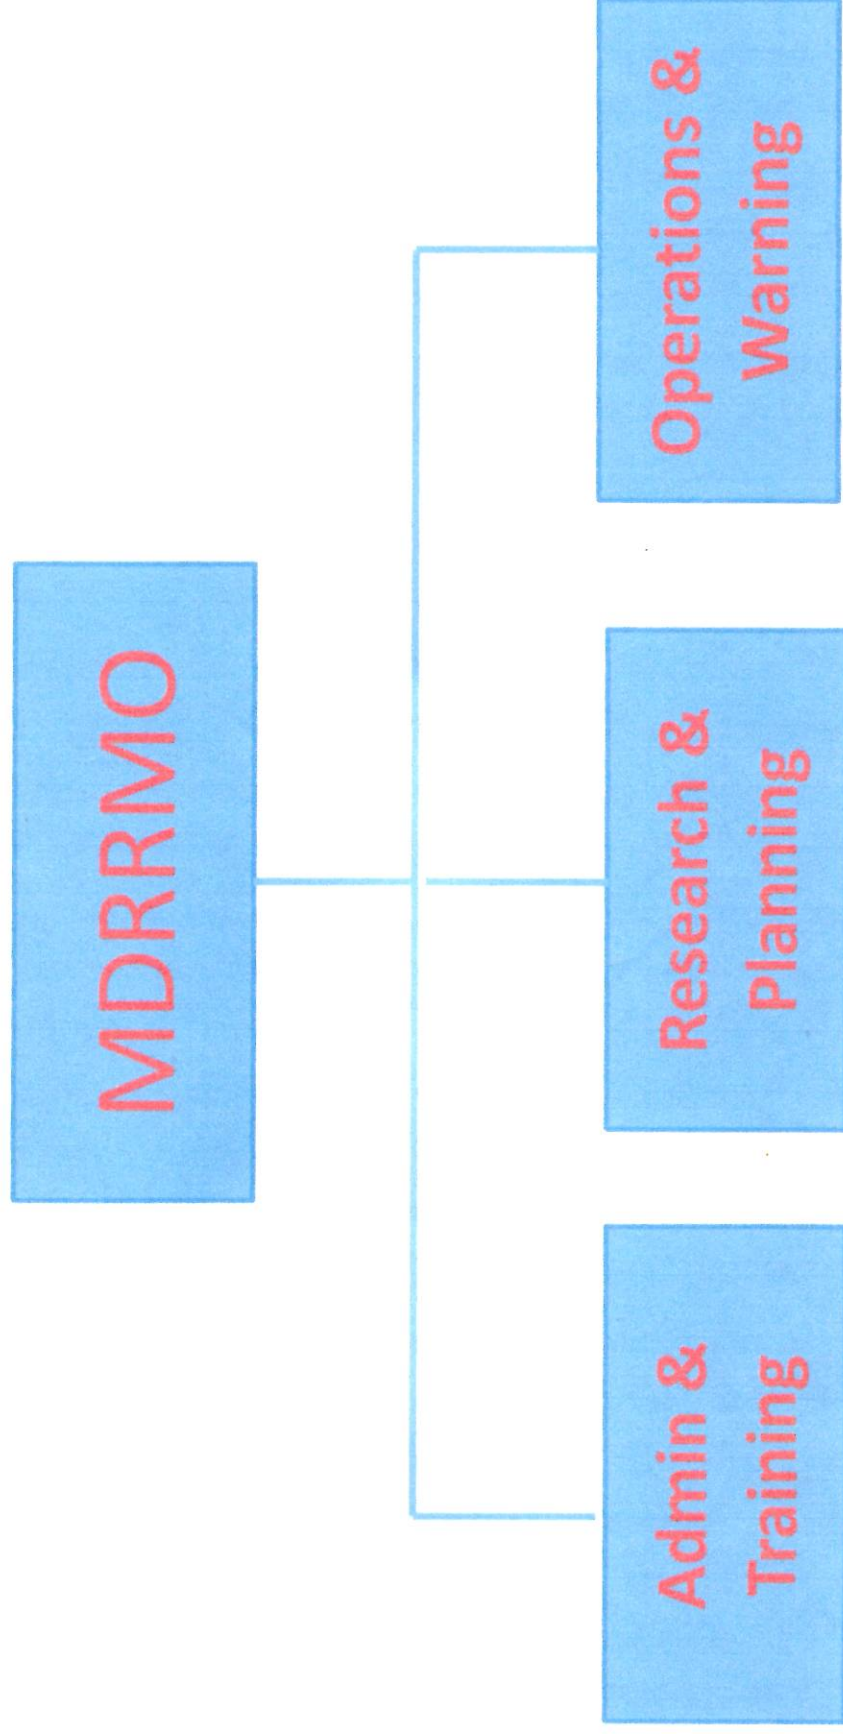 MDRRMO
Admin &
Training
Research &
Planning
Operations &
Warning